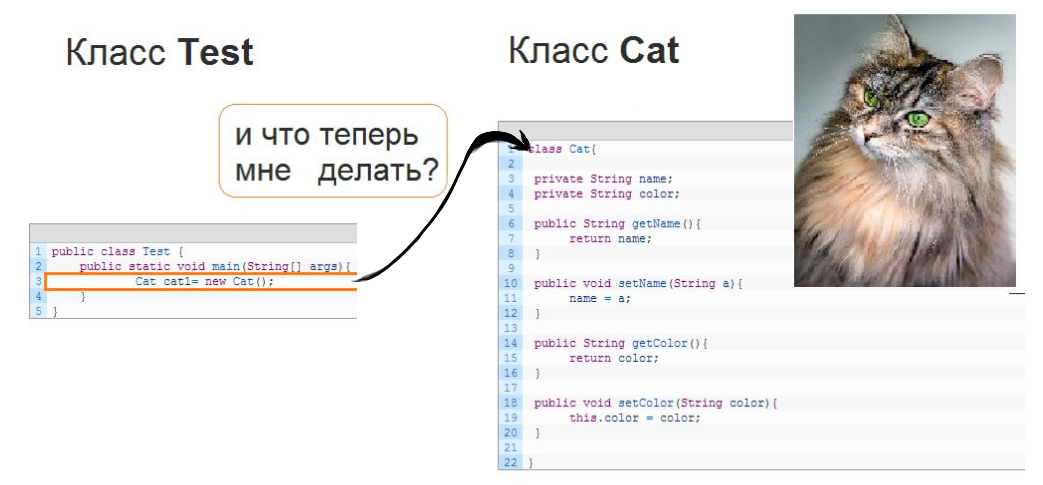 Класс Test
и что теперь
мне делать?
1 public class Test {
2 public static void main(String[] args){
3 Cat cat1= new Cat();
4 }
5 }
Класс Cat
1 class Cat{
2
3 private String name;
4 private String color;
5
6 public String getName(){
7 return name;
8 }
9
10 public void setName(String a){
11 name = a;
12 }
13
14 public String getColor(){
15 return color;
16 }
17
18 public void setColor(String color){
19 this.color = color;
20 }
21
22 }